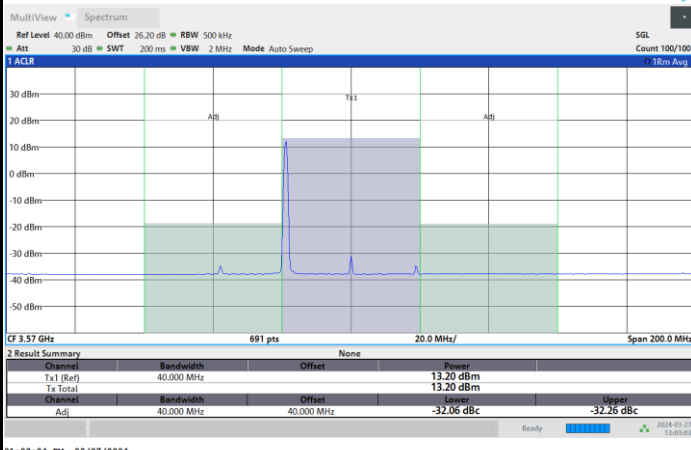 MultiView Spectrum
Ref Level 40.00 dBm Offset 26.20 dB RBW 500 kHz SGL
Att 30 dB SWT 200 ms VBW 2 MHz Mode Auto Sweep Count 100/100
1 ACLR 1Rm Avg
30 dBm
Tx1
20 dBm
Adj Adj
10 dBm
0 dBm
-10 dBm
-20 dBm
-30 dBm
-40 dBm
-50 dBm
CF 3.57 GHz 691 pts 20.0 MHz/ Span 200.0 MHz
2 Result Summary None
Channel Bandwidth Offset Power
Tx1 (Ref) 40.000 MHz 13.20 dBm
Tx Total 13.20 dBm
Channel Bandwidth Offset Lower Upper
Adj 40.000 MHz 40.000 MHz -32.06 dBc -32.26 dBc
Ready 2024-03-27
13:03:03